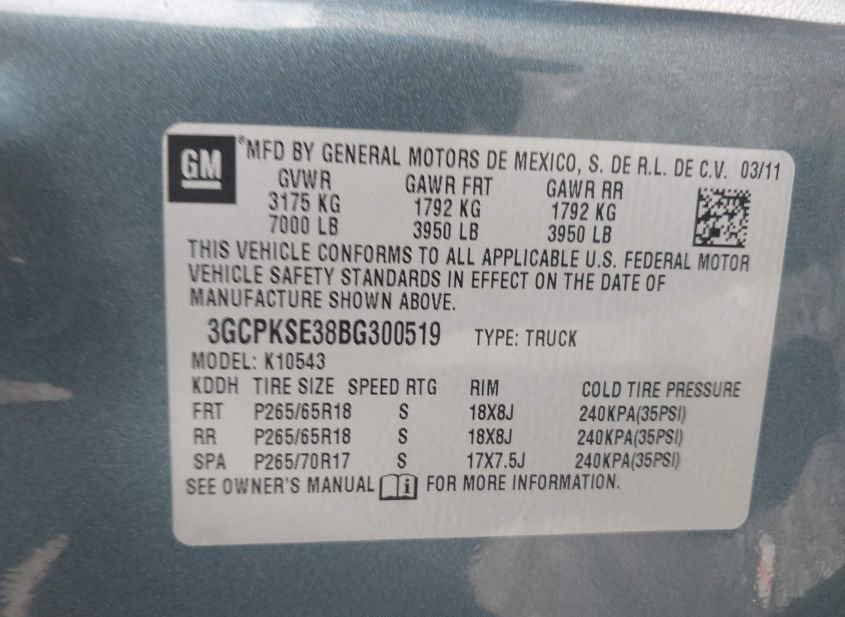 GM
®MFD BY GENERAL MOTORS DE MEXICO, S. DE R.L. DE C.V. 03/11
GVWR GAWR FRT GAWR RR
3175 KG 1792 KG 1792 KG
7000 LB 3950 LB 3950 LB
THIS VEHICLE CONFORMS TO ALL APPLICABLE U.S. FEDERAL MOTOR
VEHICLE SAFETY STANDARDS IN EFFECT ON THE DATE OF
MANUFACTURE SHOWN ABOVE.
3GCPKSE38BG300519 TYPE: TRUCK
MODEL: K10543
KDDH TIRE SIZE SPEED RTG RIM COLD TIRE PRESSURE
FRT P265/65R18 S 18X8J 240KPA(35PSI)
RR P265/65R18 S 18X8J 240KPA(35PSI)
SPA P265/70R17 S 17X7.5J 240KPA(35PSI)
SEE OWNER'S MANUAL i FOR MORE INFORMATION.